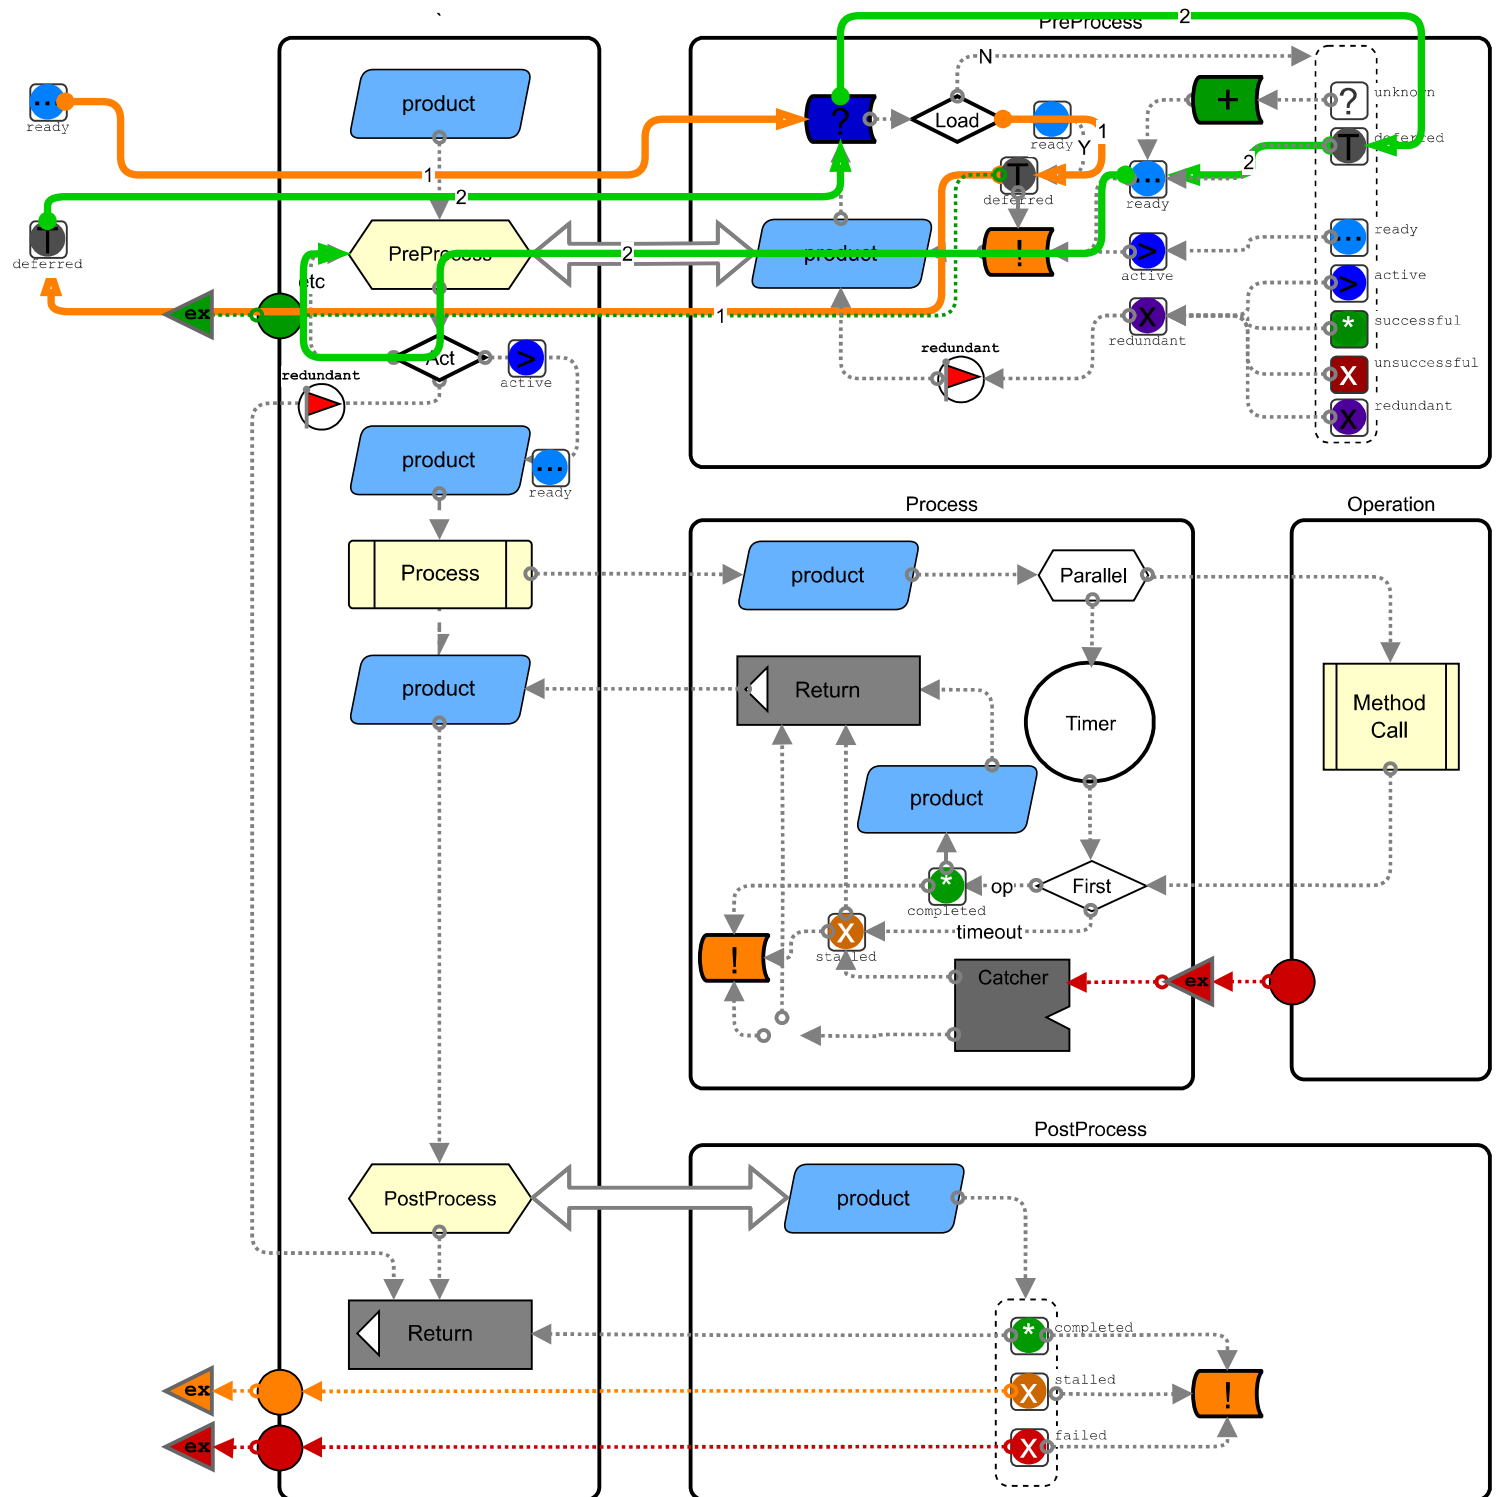 PreProcess
2
N
product
?
Load
ready
+
?
unknown
ready
1
Y
T
deferred
1
2
T
deferred
2
ready
T
deferred
PreProcess
2
product
!
>
active
ready
etc
>
active
ex
1
x
redundant
*
successful
Act
>
active
redundant
redundant
x
unsuccessful
x
redundant
product
ready
Process
Operation
Process
product
Parallel
product
Return
Timer
Method
Call
product
*
completed
op
First
x
stalled
timeout
!
Catcher
ex
PostProcess
PostProcess
product
Return
*
completed
ex
x
stalled
!
ex
x
failed